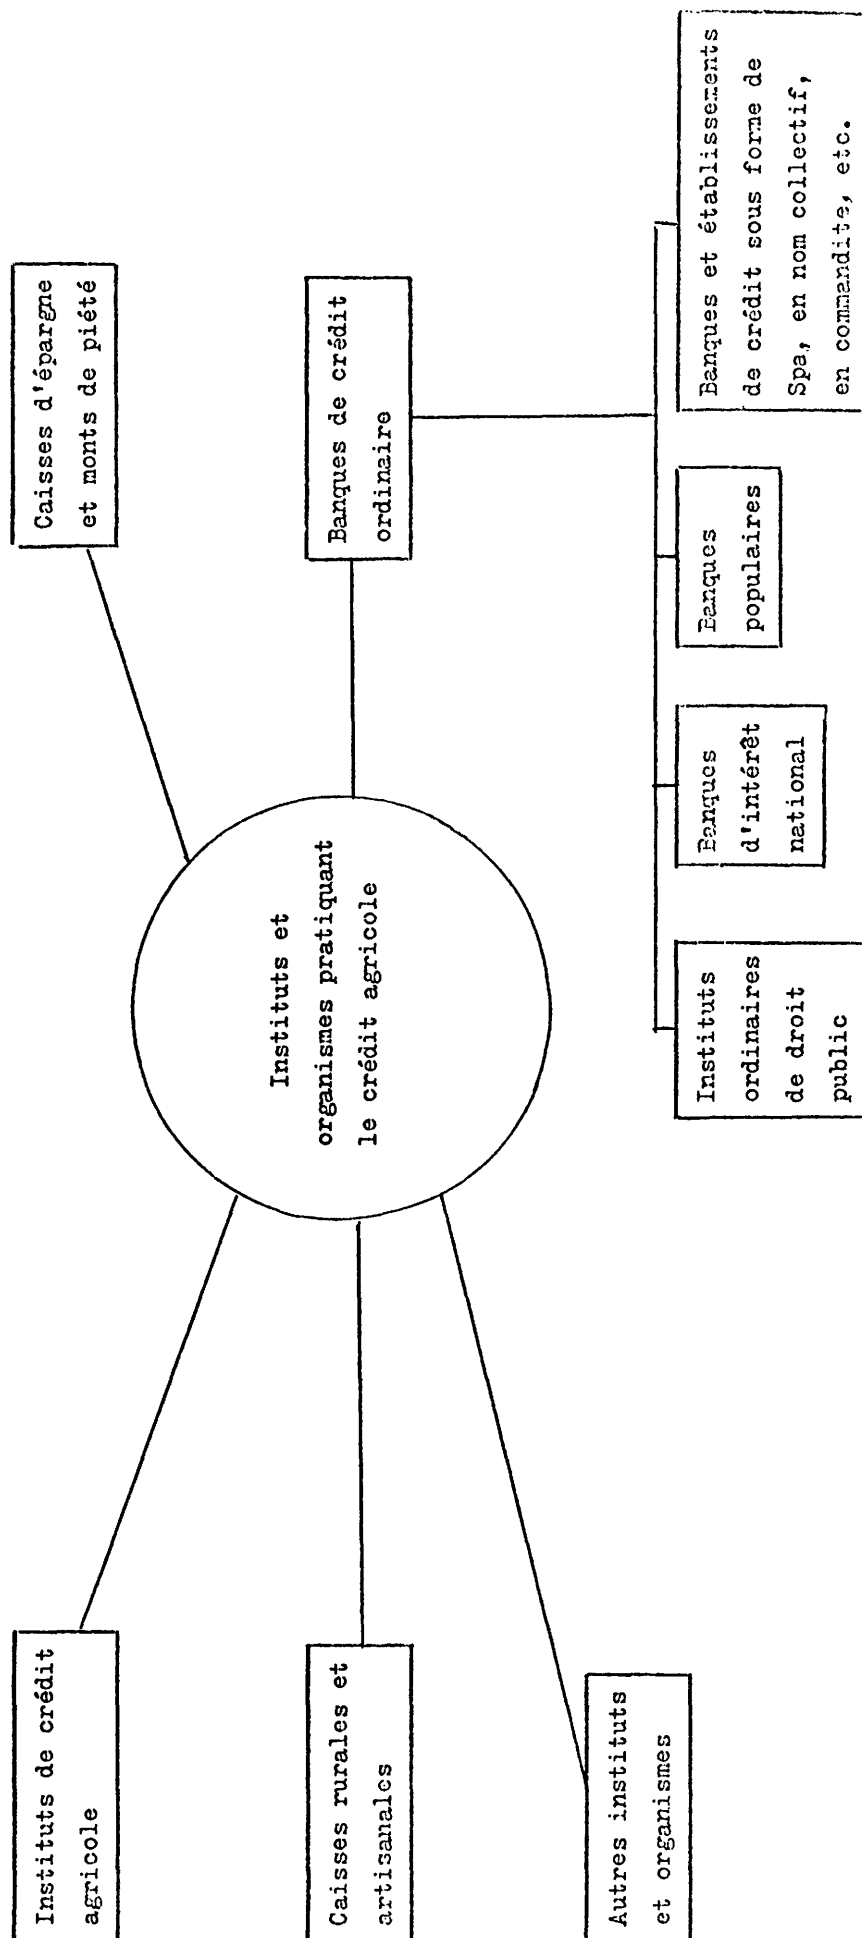 Instituts de crédit
agricole
Caisses d'épargne
et monts de piété
Instituts et
organismes pratiquant
le crédit agricole
Caisses rurales et
artisanales
Banques de crédit
ordinaire
Autres instituts
et organismes
Instituts
ordinaires
de droit
public
Banques
d'intérêt
national
Banques
populaires
Banques et établissements
de crédit sous forme de
Spa, en nom collectif,
en commandite, etc.